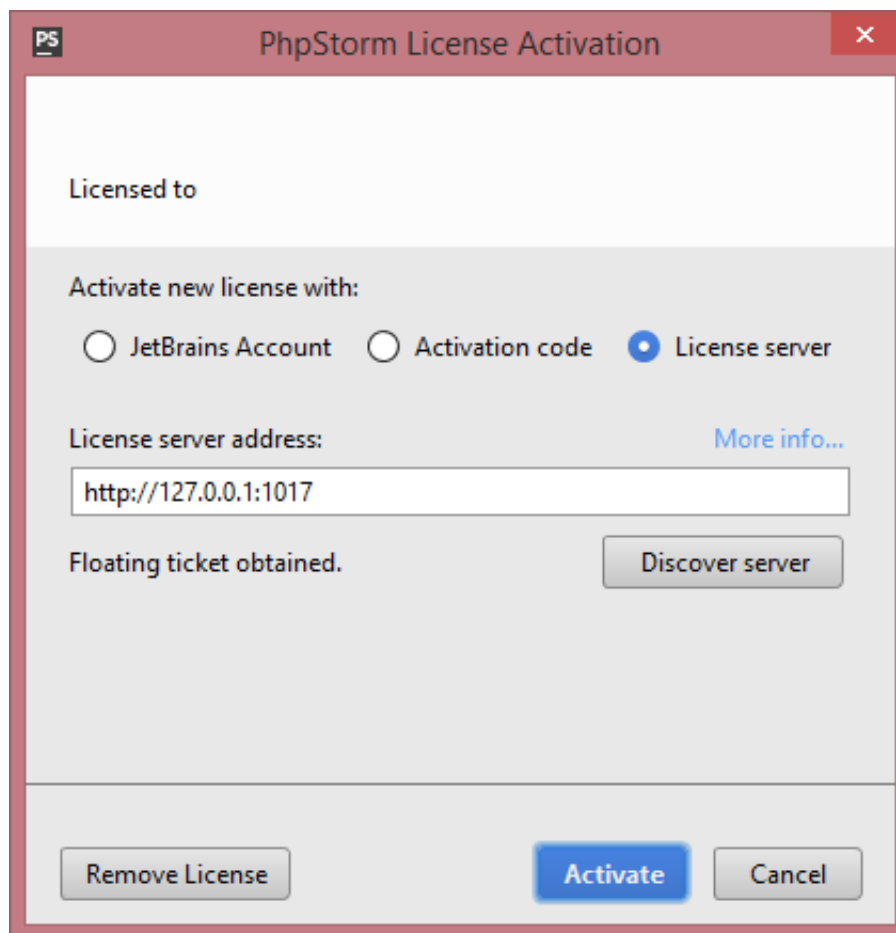 PS PhpStorm License Activation
Licensed to
Activate new license with:
JetBrains Account Activation code License server
License server address: More info...
http://127.0.0.1:1017
Floating ticket obtained. Discover server
Remove License Activate Cancel